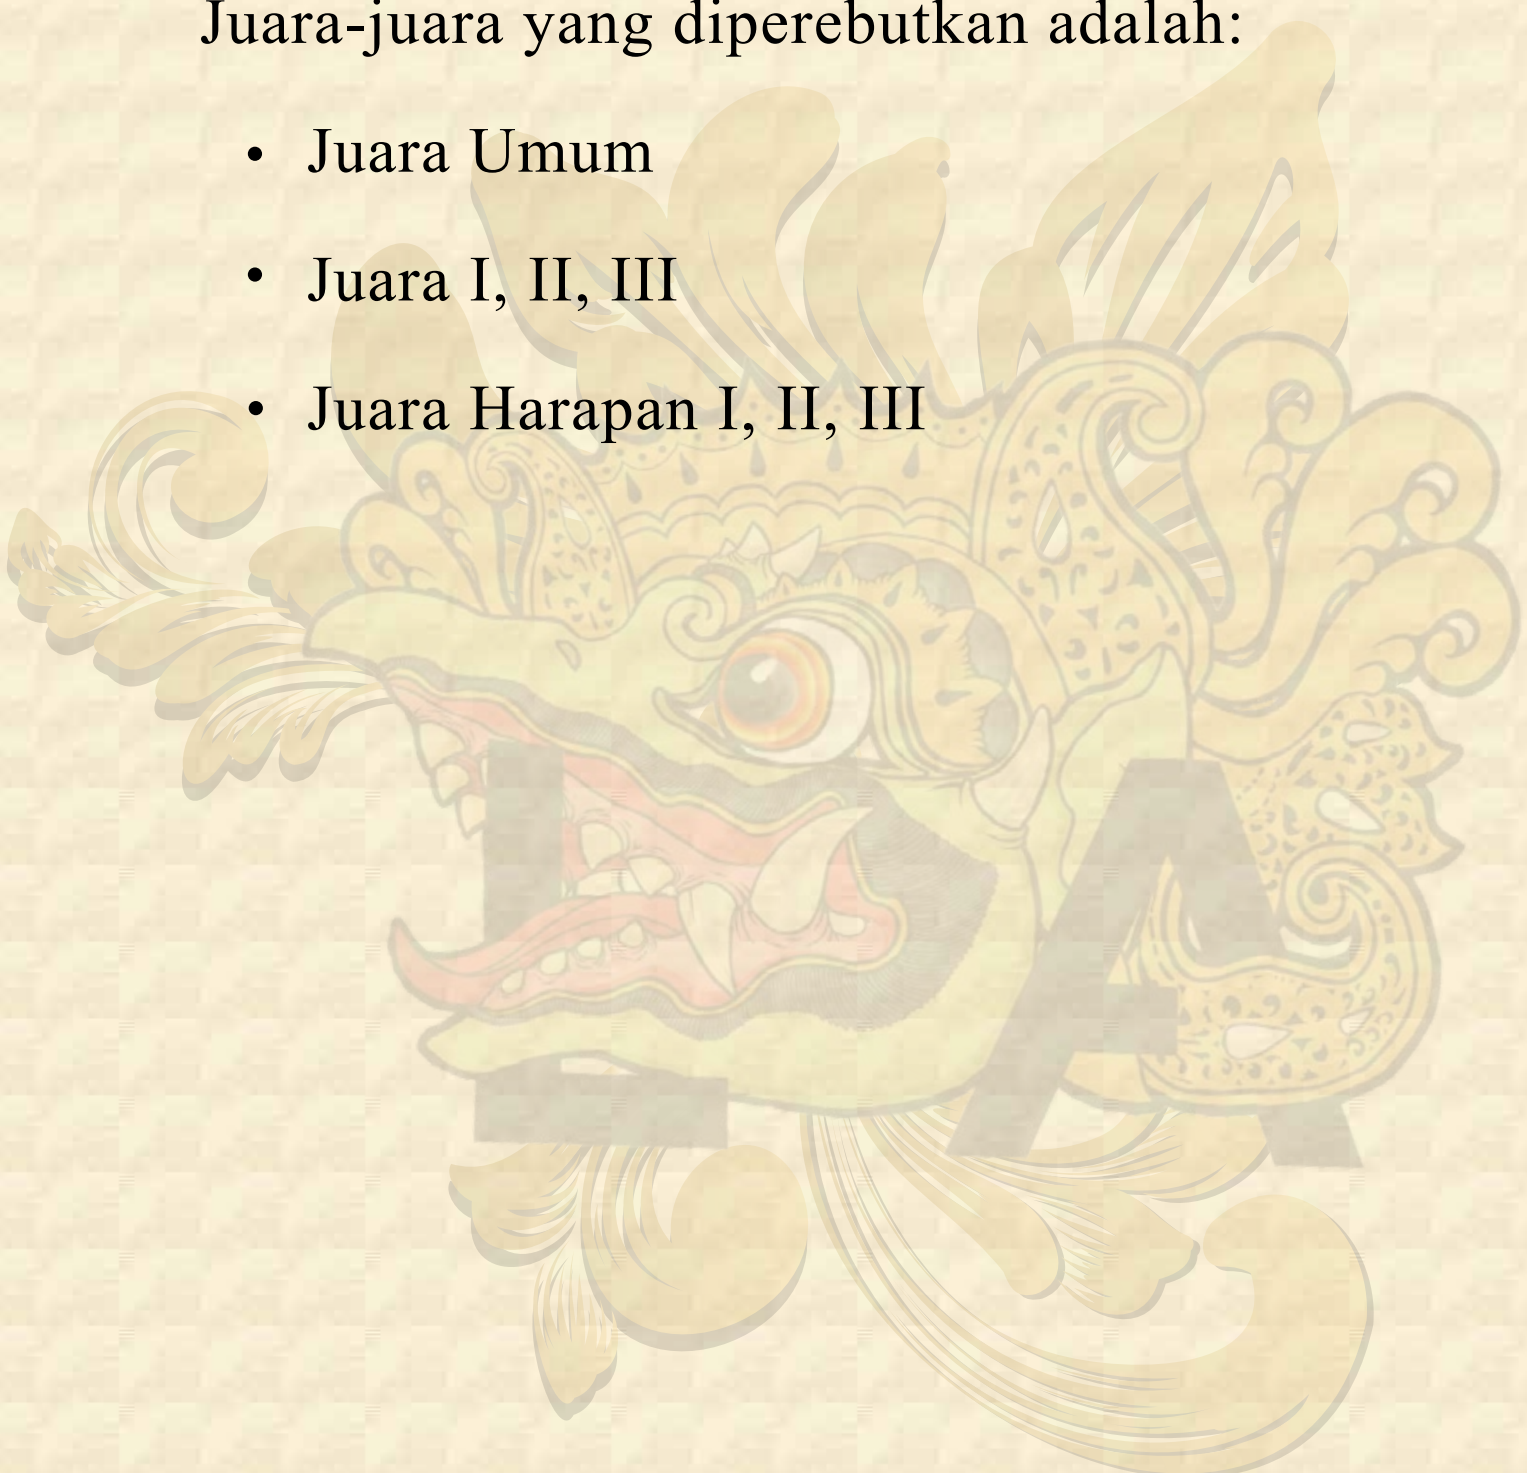 Juara-juara yang diperebutkan adalah:
• Juara Umum
• Juara I, II, III
• Juara Harapan I, II, III
L A